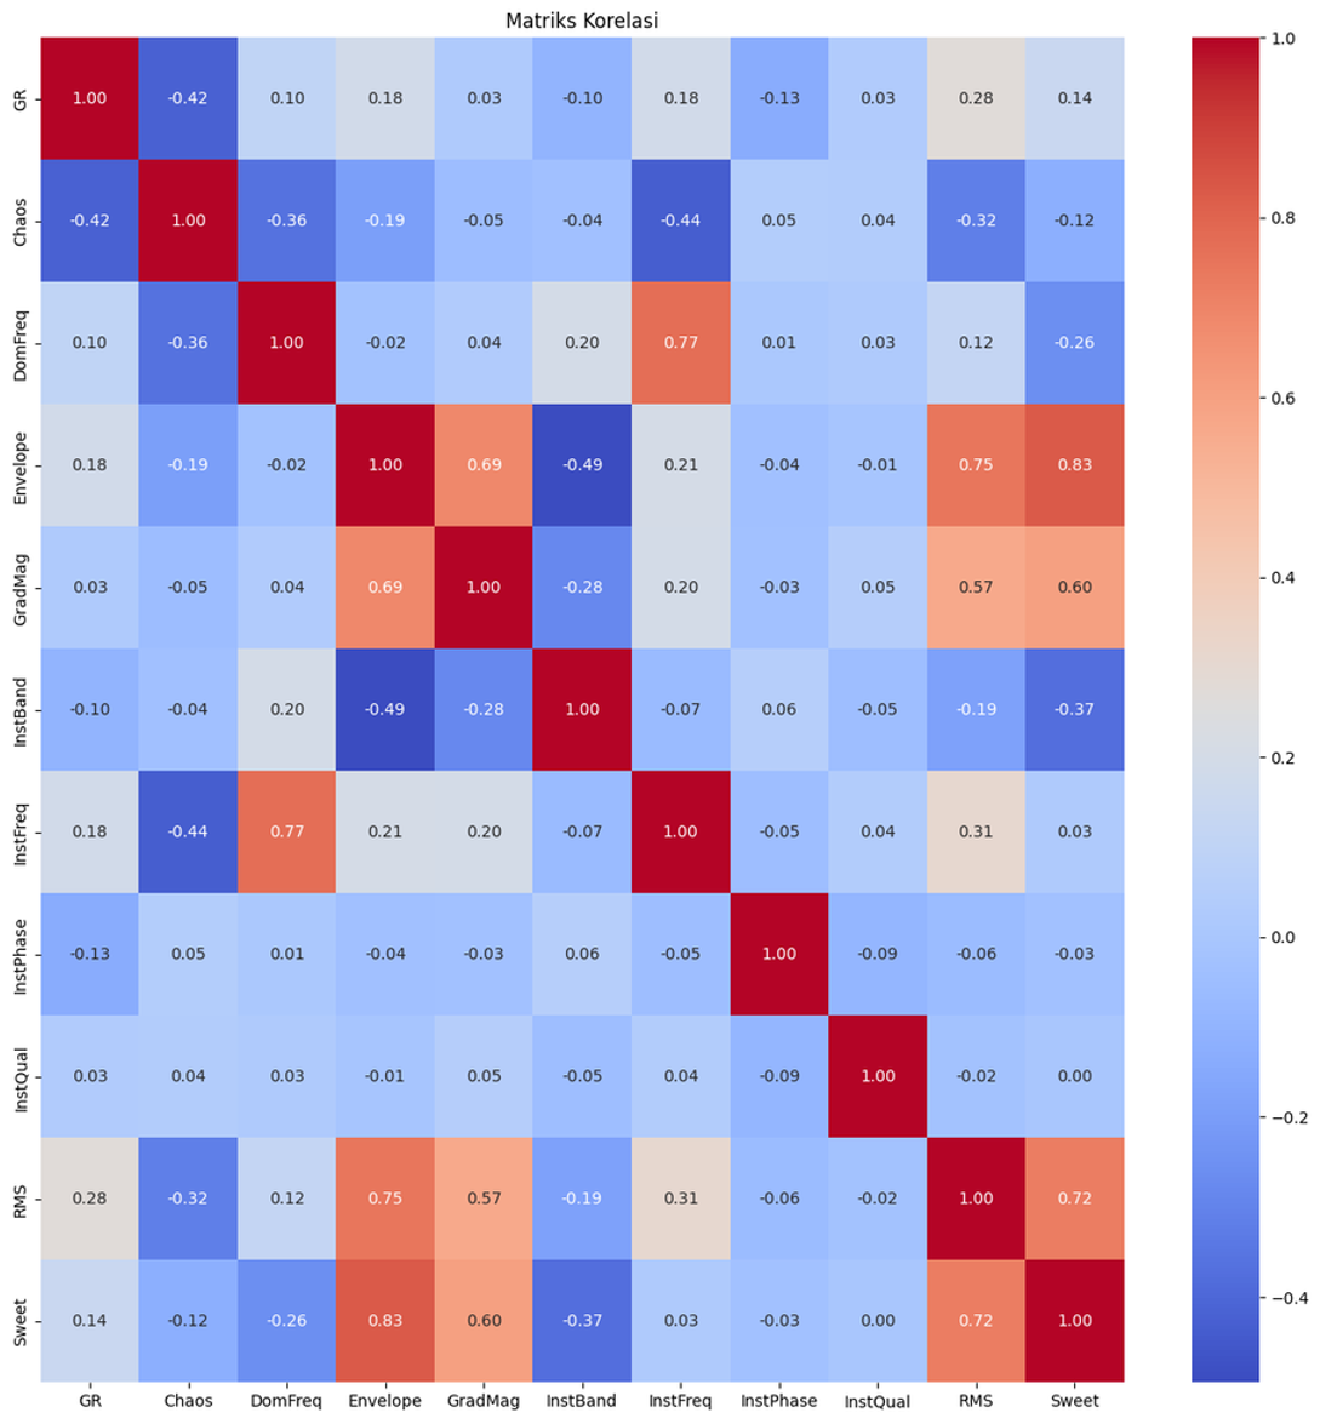 Matriks Korelasi
GR 1.00 -0.42 0.10 0.18 0.03 -0.10 0.18 -0.13 0.03 0.28 0.14
Chaos -0.42 1.00 -0.36 -0.19 -0.05 -0.04 -0.44 0.05 0.04 -0.32 -0.12
DomFreq 0.10 -0.36 1.00 -0.02 0.04 0.20 0.77 0.01 0.03 0.12 -0.26
Envelope 0.18 -0.19 -0.02 1.00 0.69 -0.49 0.21 -0.04 -0.01 0.75 0.83
GradMag 0.03 -0.05 0.04 0.69 1.00 -0.28 0.20 -0.03 0.05 0.57 0.60
InstBand -0.10 -0.04 0.20 -0.49 -0.28 1.00 -0.07 0.06 -0.05 -0.19 -0.37
InstFreq 0.18 -0.44 0.77 0.21 0.20 -0.07 1.00 -0.05 0.04 0.31 0.03
InstPhase -0.13 0.05 0.01 -0.04 -0.03 0.06 -0.05 1.00 -0.09 -0.06 -0.03
InstQual 0.03 0.04 0.03 -0.01 0.05 -0.05 0.04 -0.09 1.00 -0.02 0.00
RMS 0.28 -0.32 0.12 0.75 0.57 -0.19 0.31 -0.06 -0.02 1.00 0.72
Sweet 0.14 -0.12 -0.26 0.83 0.60 -0.37 0.03 -0.03 0.00 0.72 1.00
GR Chaos DomFreq Envelope GradMag InstBand InstFreq InstPhase InstQual RMS Sweet
1.0
0.8
0.6
0.4
0.2
0.0
−0.2
−0.4